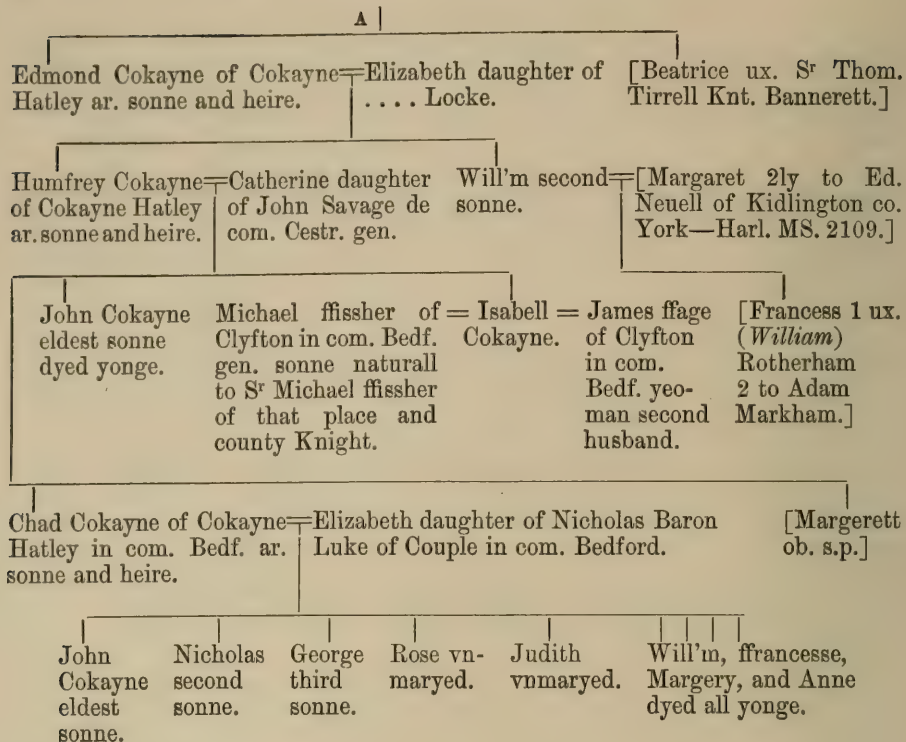 A
Edmond Cokayne of Cokayne
Hatley ar. sonne and heire.
Elizabeth daughter of
.... Locke.
[Beatrice ux. Sr Thom.
Tirrell Knt. Bannerett.]
Humfrey Cokayne
of Cokayne Hatley
ar. sonne and heire.
Catherine daughter
of John Savage de
com. Cestr. gen.
Will'm second
sonne.
[Margaret 2ly to Ed.
Neuell of Kidlington co.
York—Harl. MS. 2109.]
John Cokayne
eldest sonne
dyed yonge.
Michael ffissher of
Clyfton in com. Bedf.
gen. sonne naturall
to Sr Michael ffissher
of that place and
county Knight.
= Isabell =
Cokayne.
James ffage
of Clyfton
in com.
Bedf. yeo-
man second
husband.
[Francess 1 ux.
(William)
Rotherham
2 to Adam
Markham.]
Chad Cokayne of Cokayne
Hatley in com. Bedf. ar.
sonne and heire.
Elizabeth daughter of Nicholas Baron
Luke of Couple in com. Bedford.
[Margerett
ob. s.p.]
John
Cokayne
eldest
sonne.
Nicholas
second
sonne.
George
third
sonne.
Rose vn-
maryed.
Judith
vnmaryed.
Will'm, ffrancesse,
Margery, and Anne
dyed all yonge.